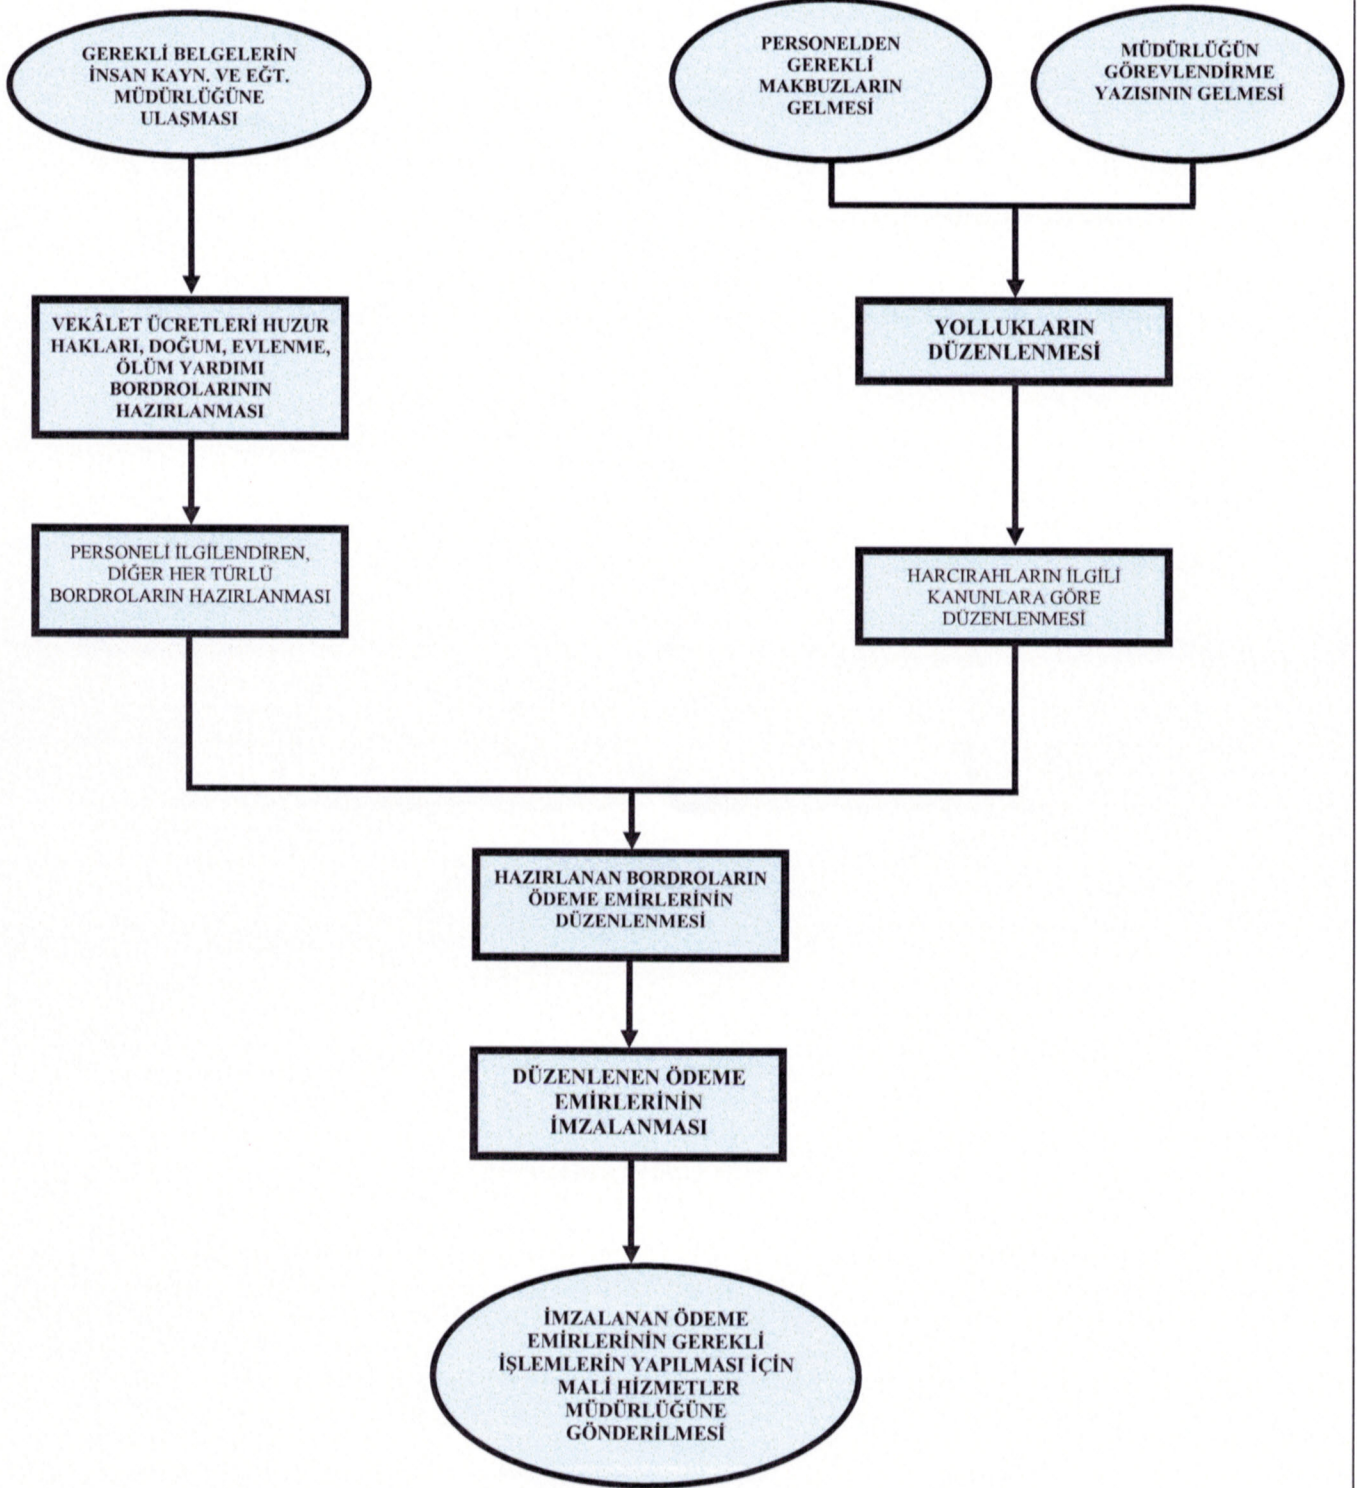 GEREKLİ BELGELERİN
İNSAN KAYN. VE EĞT.
MÜDÜRLÜĞÜNE
ULAŞMASI
PERSONELDEN
GEREKLİ
MAKBUZLARIN
GELMESİ
MÜDÜRLÜĞÜN
GÖREVLENDİRME
YAZISININ GELMESİ
VEKÂLET ÜCRETLERİ HUZUR
HAKLARI, DOĞUM, EVLENME,
ÖLÜM YARDIMI
BORDROLARININ
HAZIRLANMASI
YOLLUKLARIN
DÜZENLENMESİ
PERSONELİ İLGİLENDİREN,
DİĞER HER TÜRLÜ
BORDROLARIN HAZIRLANMASI
HARCIRAHLARIN İLGİLİ
KANUNLARA GÖRE
DÜZENLENMESİ
HAZIRLANAN BORDROLARIN
ÖDEME EMİRLERİNİN
DÜZENLENMESİ
DÜZENLENEN ÖDEME
EMİRLERİNİN
İMZALANMASI
İMZALANAN ÖDEME
EMİRLERİNİN GEREKLİ
İŞLEMLERİN YAPILMASI İÇİN
MALİ HİZMETLER
MÜDÜRLÜĞÜNE
GÖNDERİLMESİ